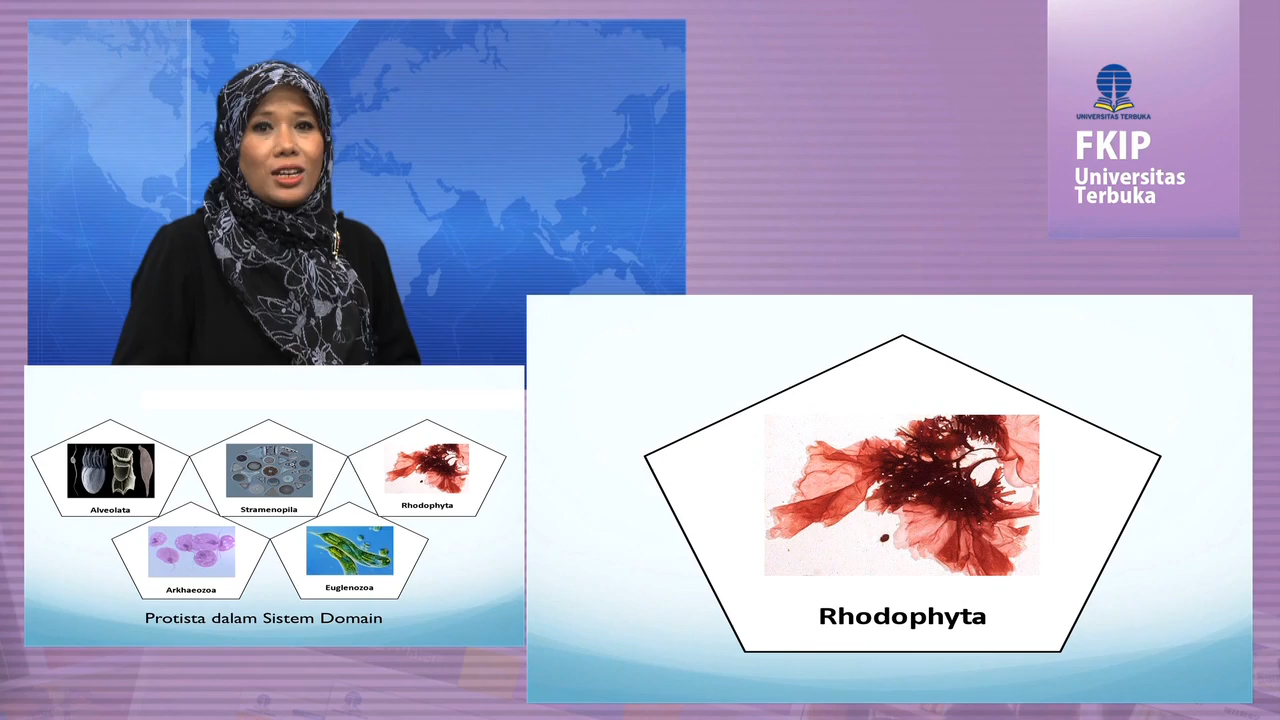 UNIVERSITAS TERBUKA
FKIP
Universitas
Terbuka
Alveolata
Stramenopila
Rhodophyta
Arkhaeozoa
Euglenozoa
Protista dalam Sistem Domain
Rhodophyta